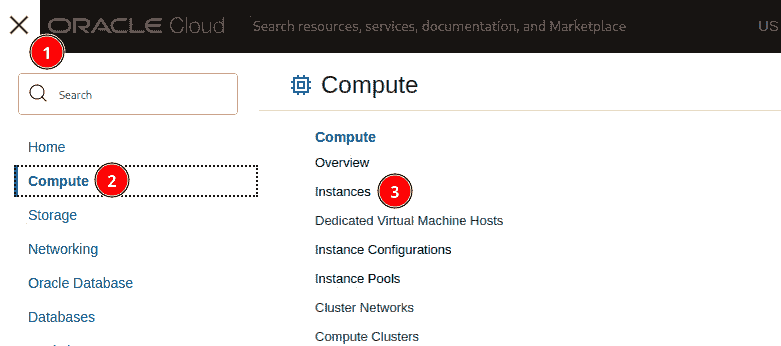 ORACLE Cloud
Search resources, services, documentation, and Marketplace
US
1
Search
Compute
Home
Compute 2
Storage
Networking
Oracle Database
Databases
Compute
Overview
Instances 3
Dedicated Virtual Machine Hosts
Instance Configurations
Instance Pools
Cluster Networks
Compute Clusters